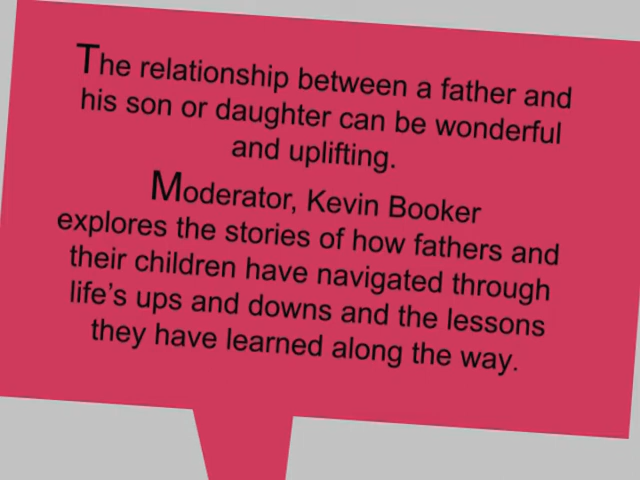 The relationship between a father and
his son or daughter can be wonderful
and uplifting.
Moderator, Kevin Booker
explores the stories of how fathers and
their children have navigated through
life’s ups and downs and the lessons
they have learned along the way.